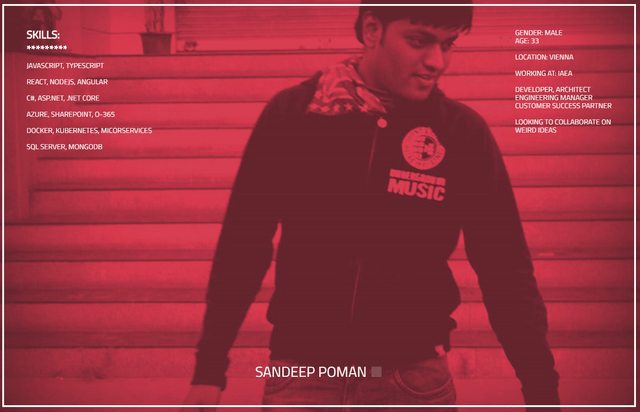 SKILLS:
*********
JAVASCRIPT, TYPESCRIPT
REACT, NODEJS, ANGULAR
C#, ASP.NET, .NET CORE
AZURE, SHAREPOINT, O-365
DOCKER, KUBERNETES, MICORSERVICES
SQL SERVER, MONGODB
GENDER: MALE
AGE: 33
LOCATION: VIENNA
WORKING AT: IAEA
DEVELOPER, ARCHITECT
ENGINEERING MANAGER
CUSTOMER SUCCESS PARTNER
LOOKING TO COLLABORATE ON
WEIRD IDEAS
UNDERGROUND
MUSIC
SANDEEP POMAN